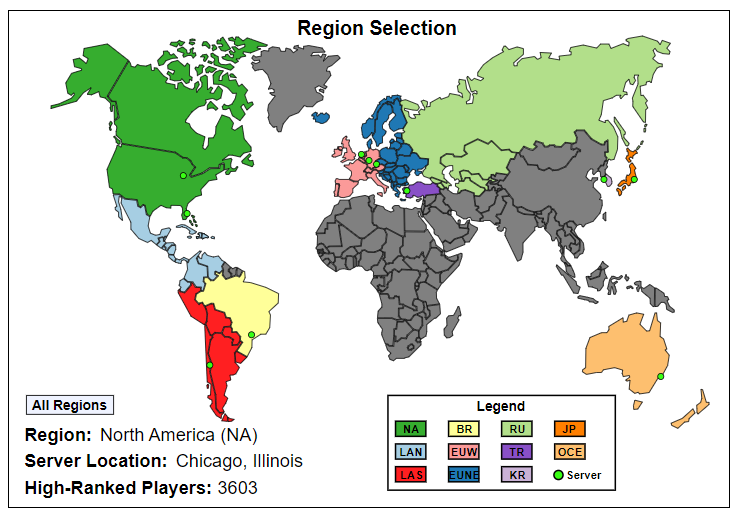 Region Selection
All Regions
Region: North America (NA)
Server Location: Chicago, Illinois
High-Ranked Players: 3603
Legend
NA BR RU JP
LAN EUW TR OCE
LAS EUNE KR Server